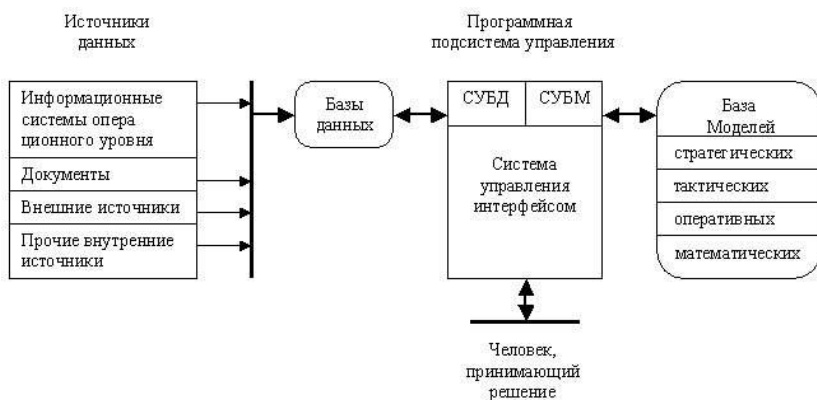 Источники
данных
Программная
подсистема управления
Информационные
системы опера
ционного уровня
Документы
Внешние источники
Прочие внутренние
источники
Базы
данных
СУБД
СУБМ
Система
управления
интерфейсом
База
Моделей
стратегических
тактических
оперативных
математических
Человек,
принимающий
решение